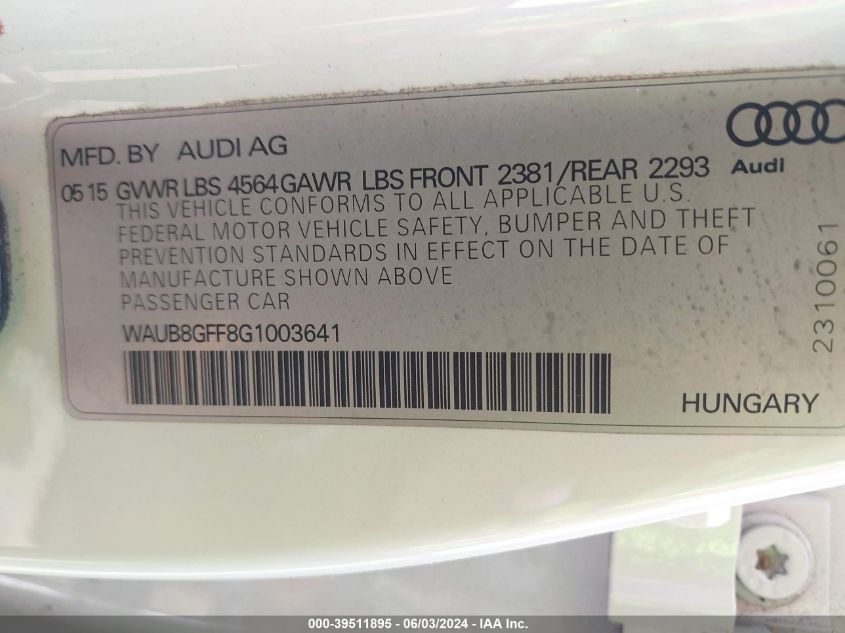 MFD. BY AUDI AG
Audi
05 15 GVWR LBS 4564 GAWR LBS FRONT 2381/REAR 2293
THIS VEHICLE CONFORMS TO ALL APPLICABLE U.S.
FEDERAL MOTOR VEHICLE SAFETY, BUMPER AND THEFT
PREVENTION STANDARDS IN EFFECT ON THE DATE OF
MANUFACTURE SHOWN ABOVE
PASSENGER CAR
WAUB8GFF8G1003641
HUNGARY
2310061
000-39511895 - 06/03/2024 - IAA Inc.